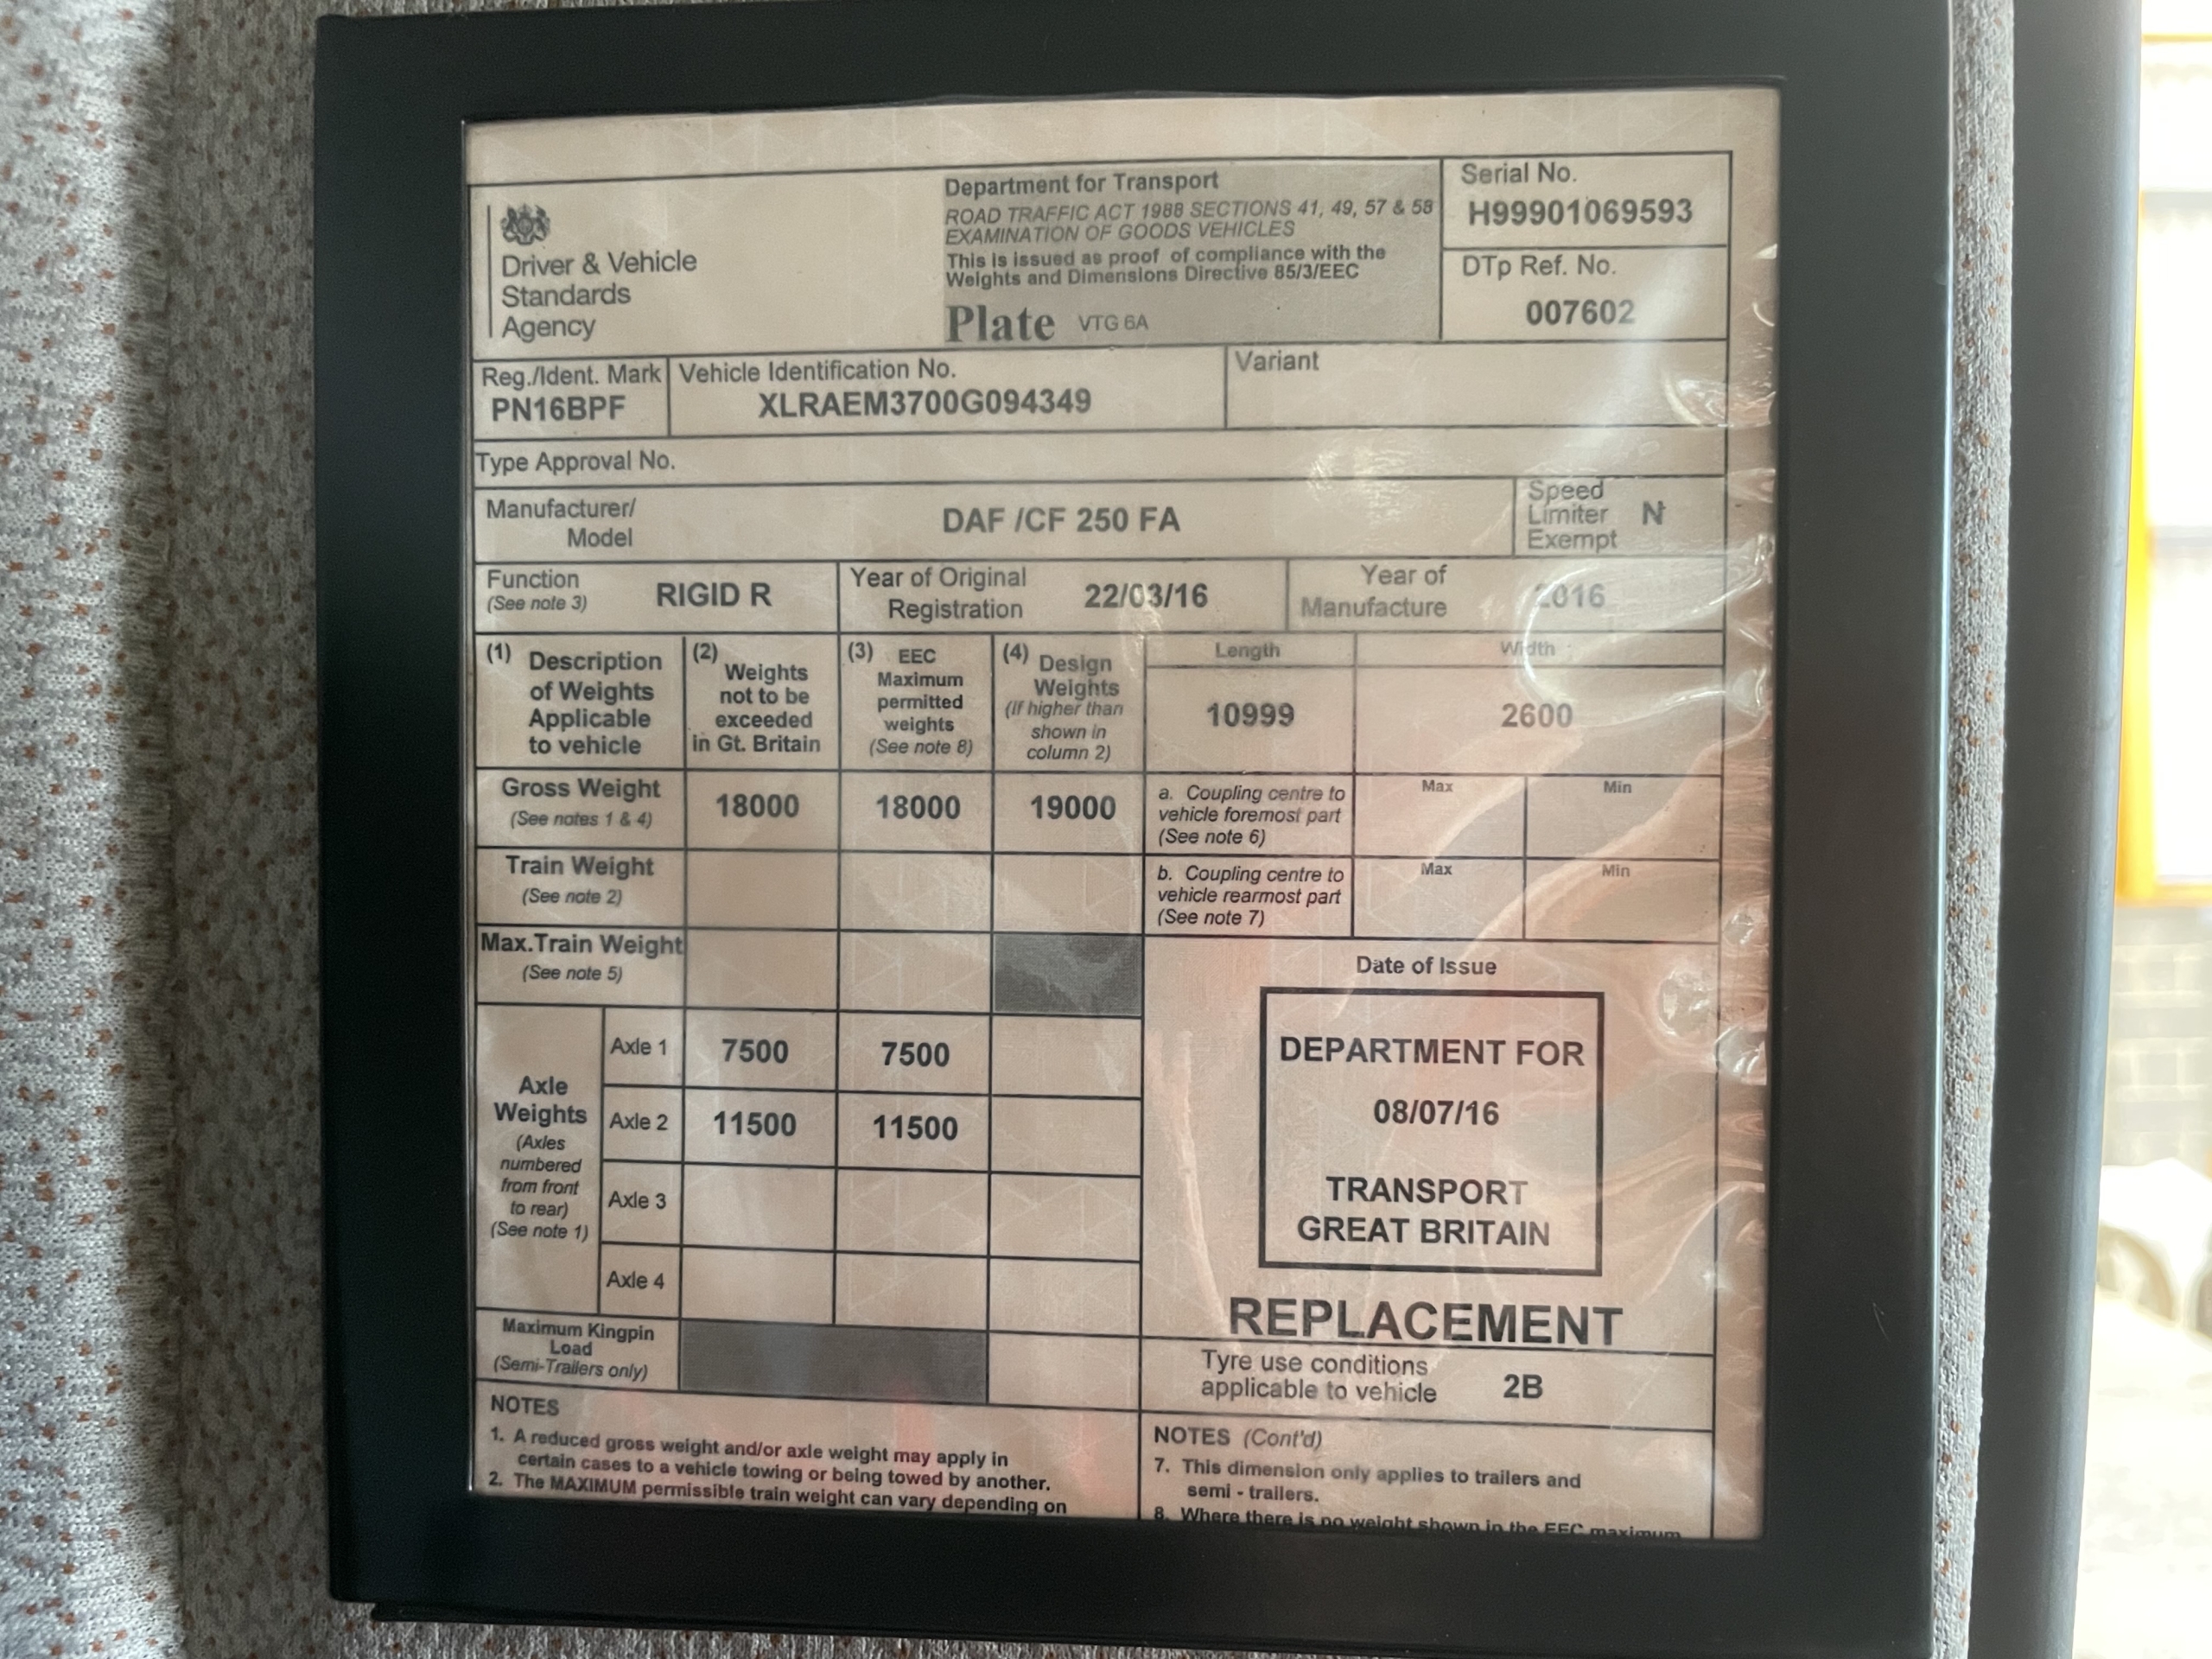 Driver & Vehicle
Standards
Agency
Department for Transport
ROAD TRAFFIC ACT 1988 SECTIONS 41, 49, 57 & 58
EXAMINATION OF GOODS VEHICLES
This is issued as proof of compliance with the
Weights and Dimensions Directive 85/3/EEC
Plate VTG 6A
Serial No.
H99901069593
DTp Ref. No.
007602
Reg./Ident. Mark
PN16BPF
Vehicle Identification No.
XLRAEM3700G094349
Variant
Type Approval No.
Manufacturer/
Model
DAF /CF 250 FA
Speed
Limiter
Exempt
N
Function
(See note 3)
RIGID R
Year of Original
Registration
22/03/16
Year of
Manufacture
2016
(1) Description
of Weights
Applicable
to vehicle
(2) Weights
not to be
exceeded
in Gt. Britain
(3) EEC
Maximum
permitted
weights
(See note 8)
(4) Design
Weights
(If higher than
shown in
column 2)
Length
10999
Width
2600
Gross Weight
(See notes 1 & 4)
18000
18000
19000
a. Coupling centre to
vehicle foremost part
(See note 6)
Max
Min
Train Weight
(See note 2)
b. Coupling centre to
vehicle rearmost part
(See note 7)
Max
Min
Max.Train Weight
(See note 5)
Axle
Weights
(Axles
numbered
from front
to rear)
(See note 1)
Axle 1
7500
7500
Axle 2
11500
11500
Axle 3
Axle 4
Maximum Kingpin
Load
(Semi-Trailers only)
Date of Issue
DEPARTMENT FOR
08/07/16
TRANSPORT
GREAT BRITAIN
REPLACEMENT
Tyre use conditions
applicable to vehicle
2B
NOTES
1. A reduced gross weight and/or axle weight may apply in
certain cases to a vehicle towing or being towed by another.
2. The MAXIMUM permissible train weight can vary depending on
NOTES (Cont'd)
7. This dimension only applies to trailers and
semi - trailers.
8. Where there is no weight shown in the EEC maximum